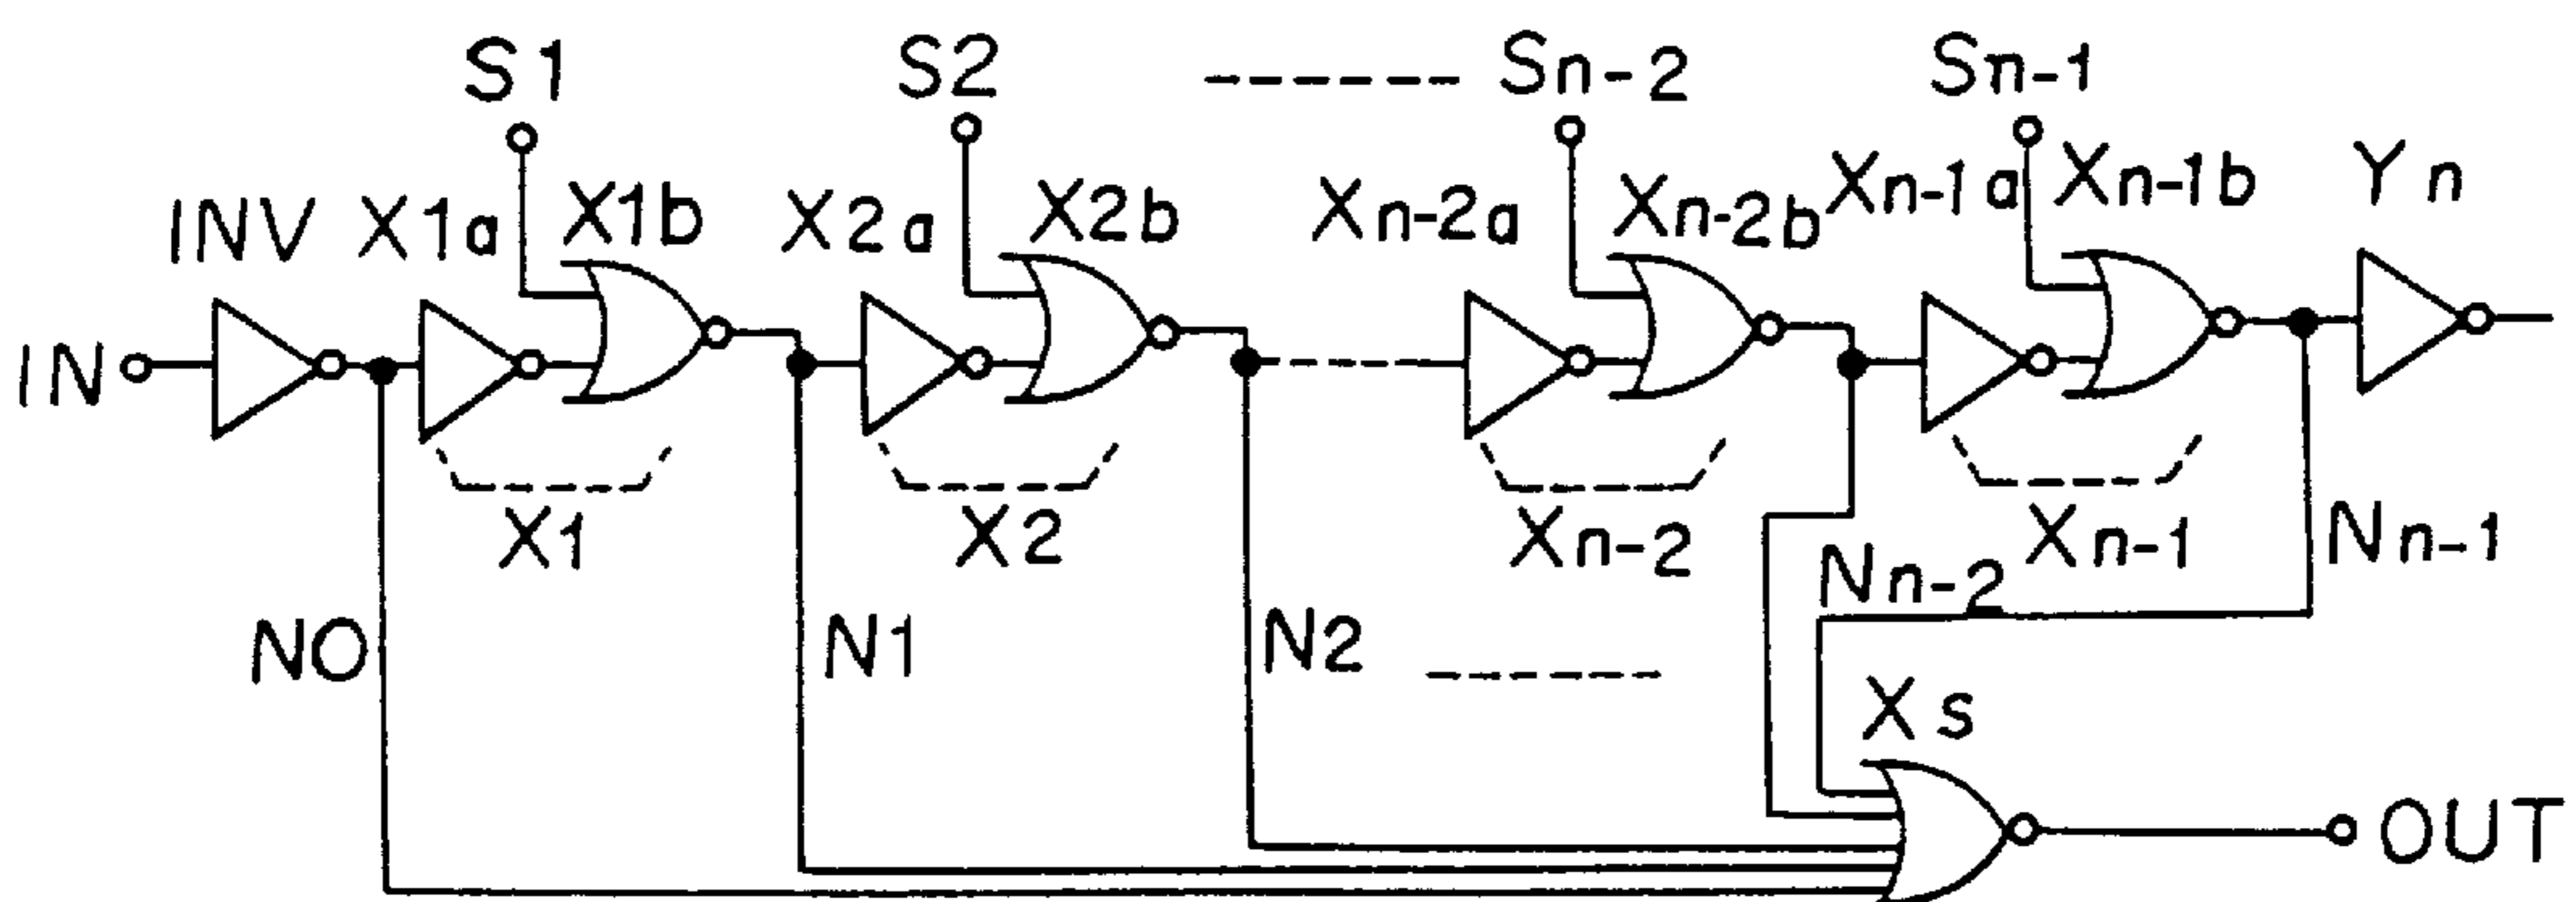 S1 S2 Sn-2 Sn-1
INV X1a X1b X2a X2b Xn-2a Xn-2b Xn-1a Xn-1b Yn
IN
X1 X2 Xn-2 Xn-1
N0 N1 N2 Nn-2 Nn-1
Xs
OUT